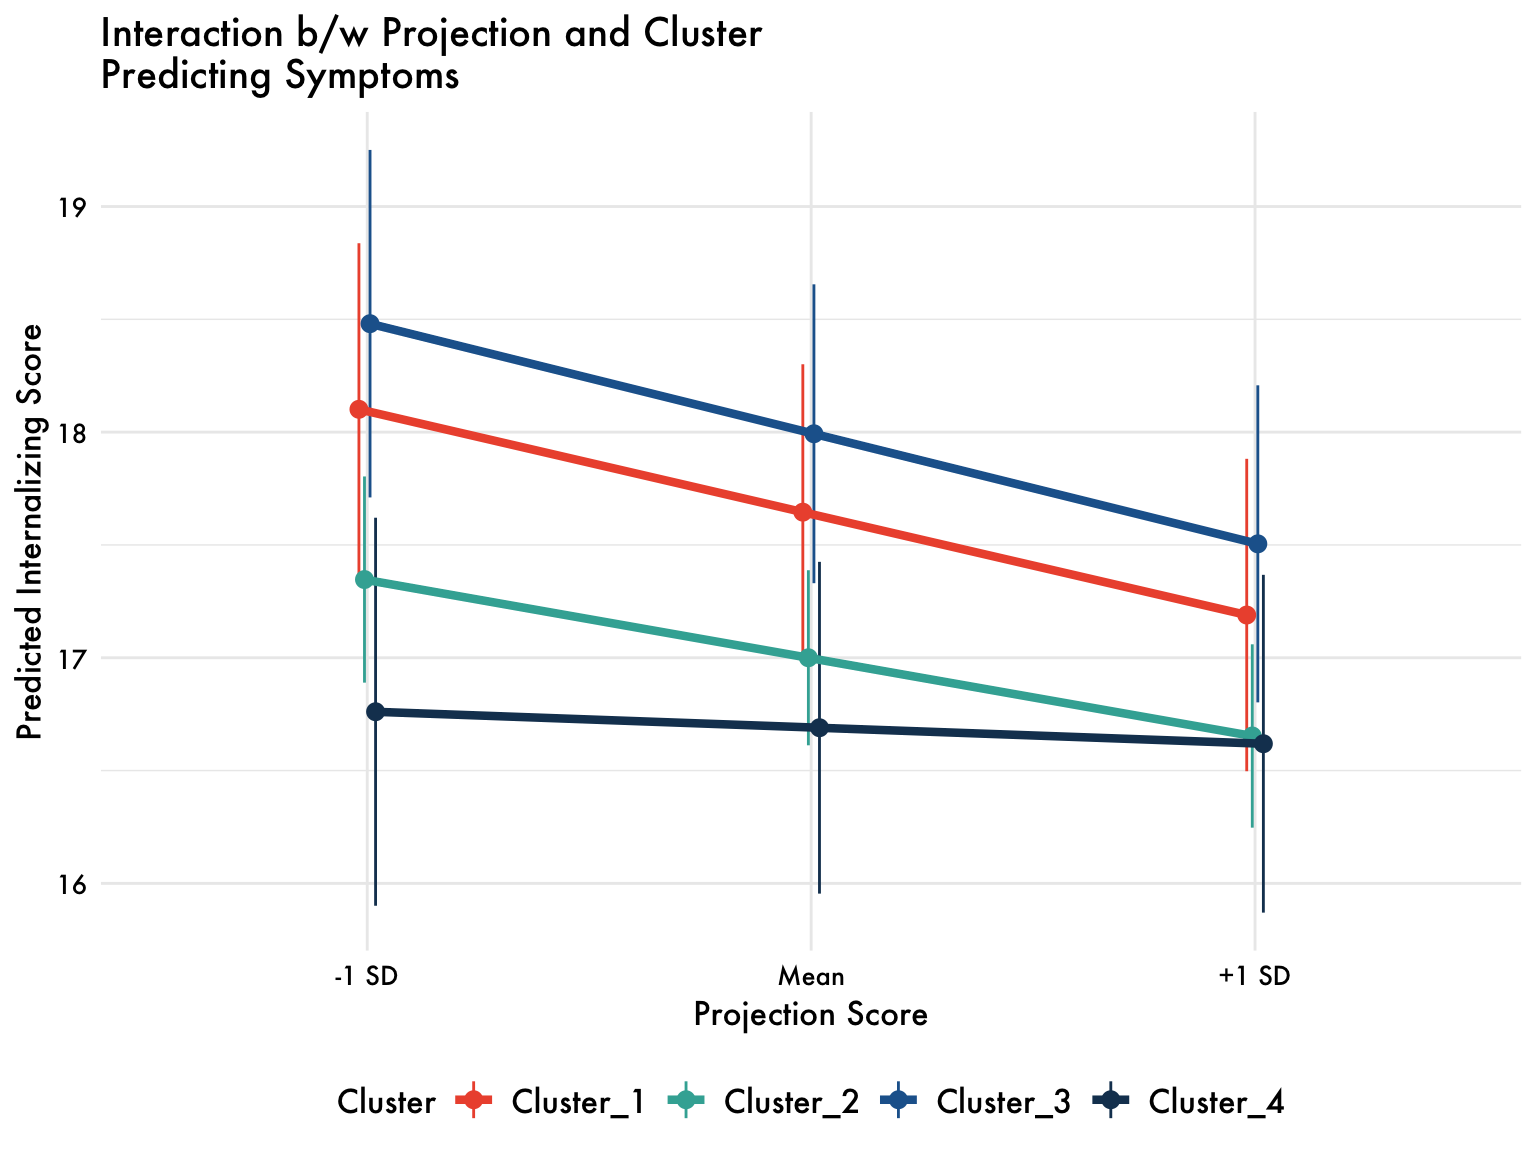 Interaction b/w Projection and Cluster
Predicting Symptoms
Predicted Internalizing Score
19
18
17
16
-1 SD
Mean
+1 SD
Projection Score
Cluster Cluster_1 Cluster_2 Cluster_3 Cluster_4